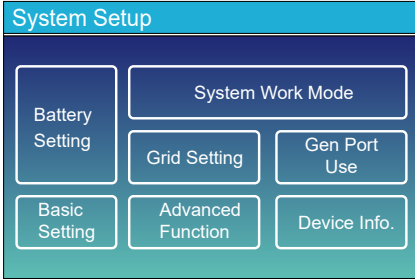 System Setup
Battery
Setting
System Work Mode
Grid Setting
Gen Port
Use
Basic
Setting
Advanced
Function
Device Info.